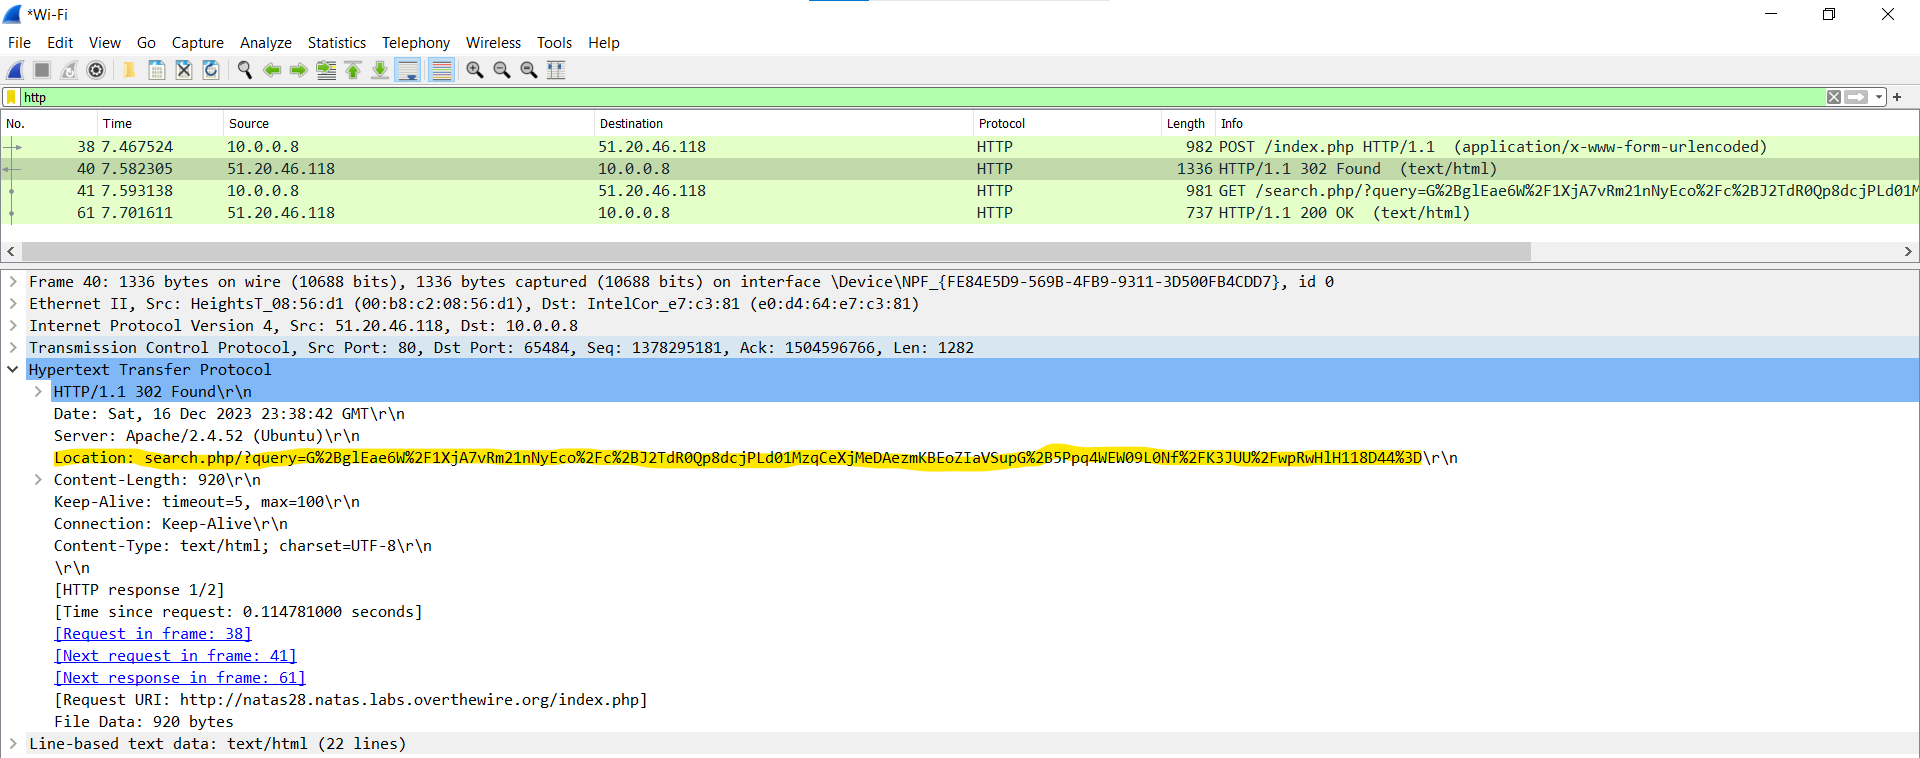 *Wi-Fi
File Edit View Go Capture Analyze Statistics Telephony Wireless Tools Help
http
No. Time Source Destination Protocol Length Info
38 7.467524 10.0.0.8 51.20.46.118 HTTP 982 POST /index.php HTTP/1.1 (application/x-www-form-urlencoded)
40 7.582305 51.20.46.118 10.0.0.8 HTTP 1336 HTTP/1.1 302 Found (text/html)
41 7.593138 10.0.0.8 51.20.46.118 HTTP 981 GET /search.php/?query=G%2BglEae6W%2F1XjA7vRm21nNyEco%2Fc%2BJ2TdR0Qp8dcjPLd01M
61 7.701611 51.20.46.118 10.0.0.8 HTTP 737 HTTP/1.1 200 OK (text/html)
Frame 40: 1336 bytes on wire (10688 bits), 1336 bytes captured (10688 bits) on interface \Device\NPF_{FE84E5D9-569B-4FB9-9311-3D500FB4CDD7}, id 0
Ethernet II, Src: HeightsT_08:56:d1 (00:b8:c2:08:56:d1), Dst: IntelCor_e7:c3:81 (e0:d4:64:e7:c3:81)
Internet Protocol Version 4, Src: 51.20.46.118, Dst: 10.0.0.8
Transmission Control Protocol, Src Port: 80, Dst Port: 65484, Seq: 1378295181, Ack: 1504596766, Len: 1282
Hypertext Transfer Protocol
HTTP/1.1 302 Found\r\n
Date: Sat, 16 Dec 2023 23:38:42 GMT\r\n
Server: Apache/2.4.52 (Ubuntu)\r\n
Location: search.php/?query=G%2BglEae6W%2F1XjA7vRm21nNyEco%2Fc%2BJ2TdR0Qp8dcjPLd01MzqCeXjMeDAezmKBEoZIaVSupG%2B5Ppq4WEW09L0Nf%2FK3JUU%2FwpRwHlH118D44%3D\r\n
Content-Length: 920\r\n
Keep-Alive: timeout=5, max=100\r\n
Connection: Keep-Alive\r\n
Content-Type: text/html; charset=UTF-8\r\n
\r\n
[HTTP response 1/2]
[Time since request: 0.114781000 seconds]
[Request in frame: 38]
[Next request in frame: 41]
[Next response in frame: 61]
[Request URI: http://natas28.natas.labs.overthewire.org/index.php]
File Data: 920 bytes
Line-based text data: text/html (22 lines)